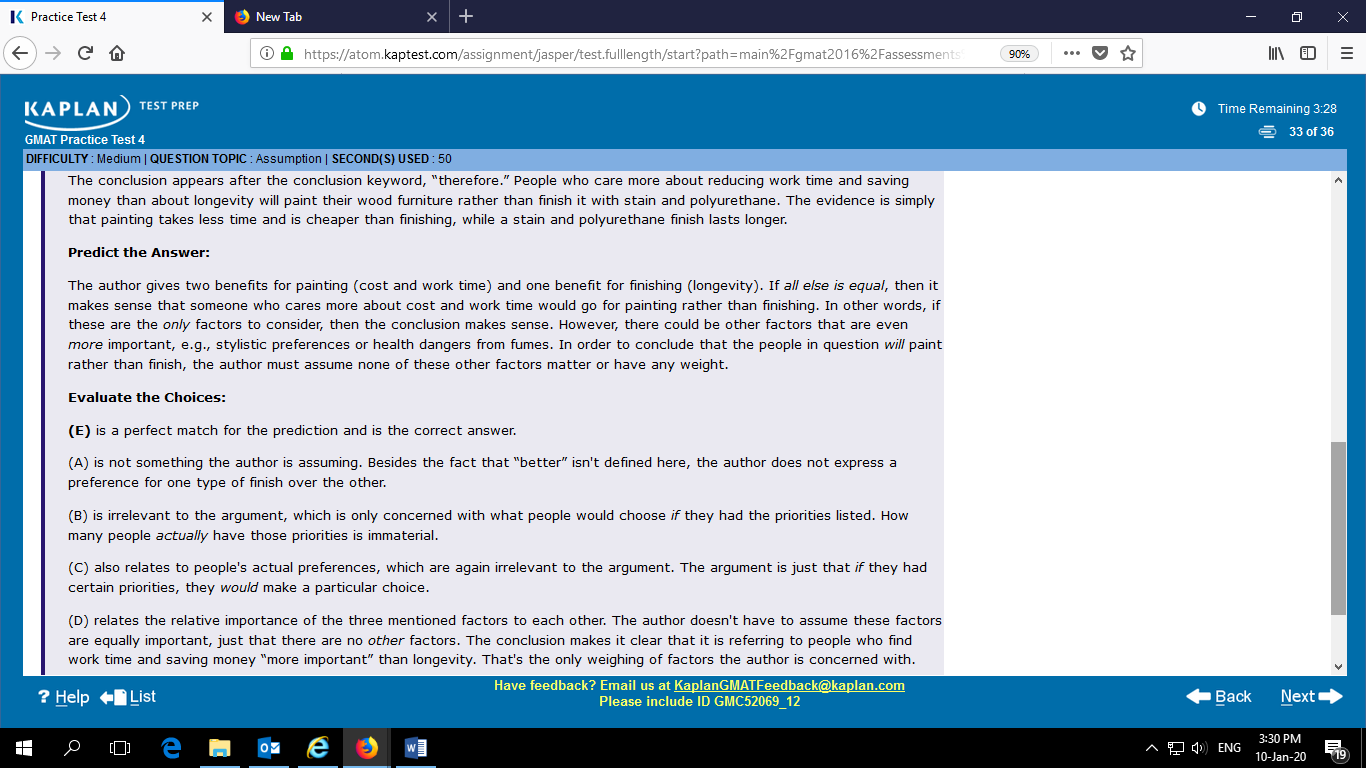 Practice Test 4
New Tab
https://atom.kaptest.com/assignment/jasper/test.fulllength/start?path=main%2Fgmat2016%2Fassessments
90%
KAPLAN TEST PREP
Time Remaining 3:28
GMAT Practice Test 4
33 of 36
DIFFICULTY : Medium | QUESTION TOPIC : Assumption | SECOND(S) USED : 50
The conclusion appears after the conclusion keyword, “therefore.” People who care more about reducing work time and saving
money than about longevity will paint their wood furniture rather than finish it with stain and polyurethane. The evidence is simply
that painting takes less time and is cheaper than finishing, while a stain and polyurethane finish lasts longer.
Predict the Answer:
The author gives two benefits for painting (cost and work time) and one benefit for finishing (longevity). If all else is equal, then it
makes sense that someone who cares more about cost and work time would go for painting rather than finishing. In other words, if
these are the only factors to consider, then the conclusion makes sense. However, there could be other factors that are even
more important, e.g., stylistic preferences or health dangers from fumes. In order to conclude that the people in question will paint
rather than finish, the author must assume none of these other factors matter or have any weight.
Evaluate the Choices:
(E) is a perfect match for the prediction and is the correct answer.
(A) is not something the author is assuming. Besides the fact that “better” isn't defined here, the author does not express a
preference for one type of finish over the other.
(B) is irrelevant to the argument, which is only concerned with what people would choose if they had the priorities listed. How
many people actually have those priorities is immaterial.
(C) also relates to people's actual preferences, which are again irrelevant to the argument. The argument is just that if they had
certain priorities, they would make a particular choice.
(D) relates the relative importance of the three mentioned factors to each other. The author doesn't have to assume these factors
are equally important, just that there are no other factors. The conclusion makes it clear that it is referring to people who find
work time and saving money “more important” than longevity. That's the only weighing of factors the author is concerned with.
Have feedback? Email us at KaplanGMATFeedback@kaplan.com
Please include ID GMC52069_12
? Help
List
Back
Next
ENG
3:30 PM
10-Jan-20
19